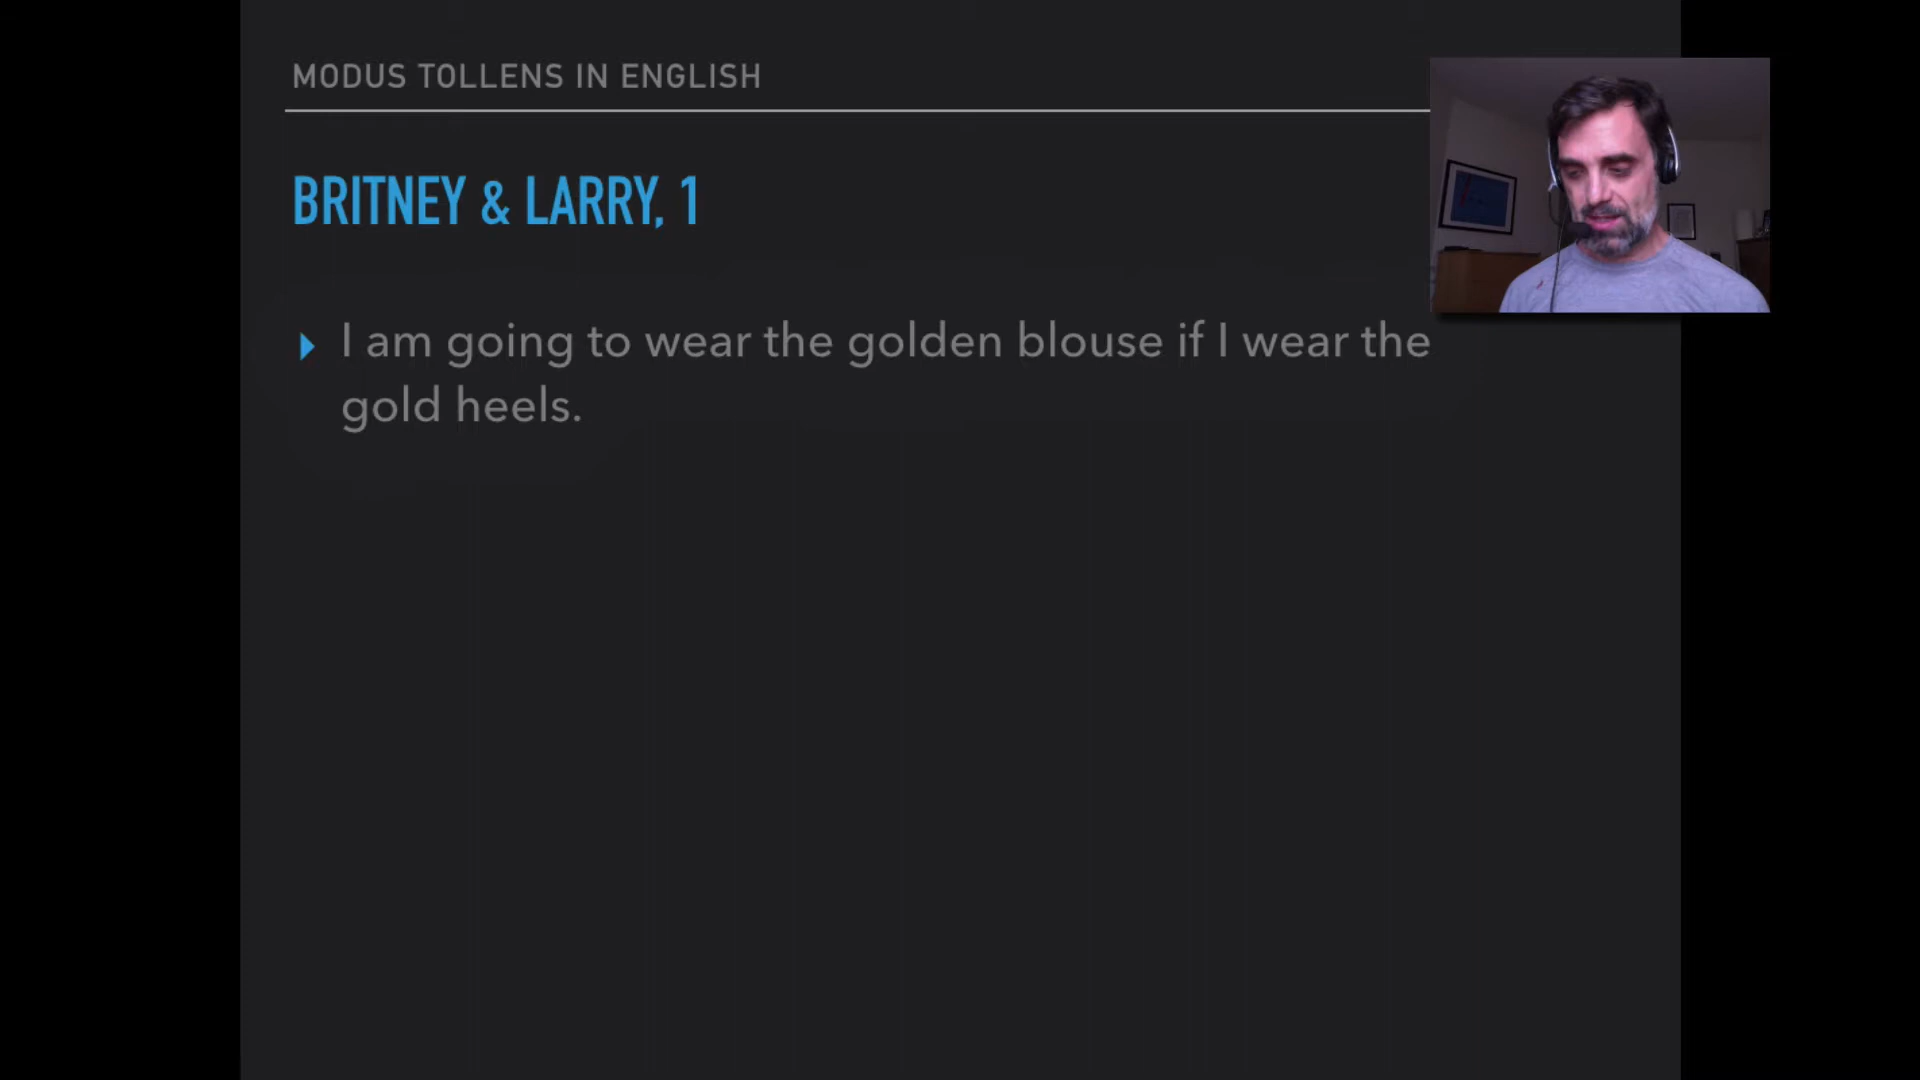 MODUS TOLLENS IN ENGLISH
BRITNEY & LARRY, 1
I am going to wear the golden blouse if I wear the
gold heels.